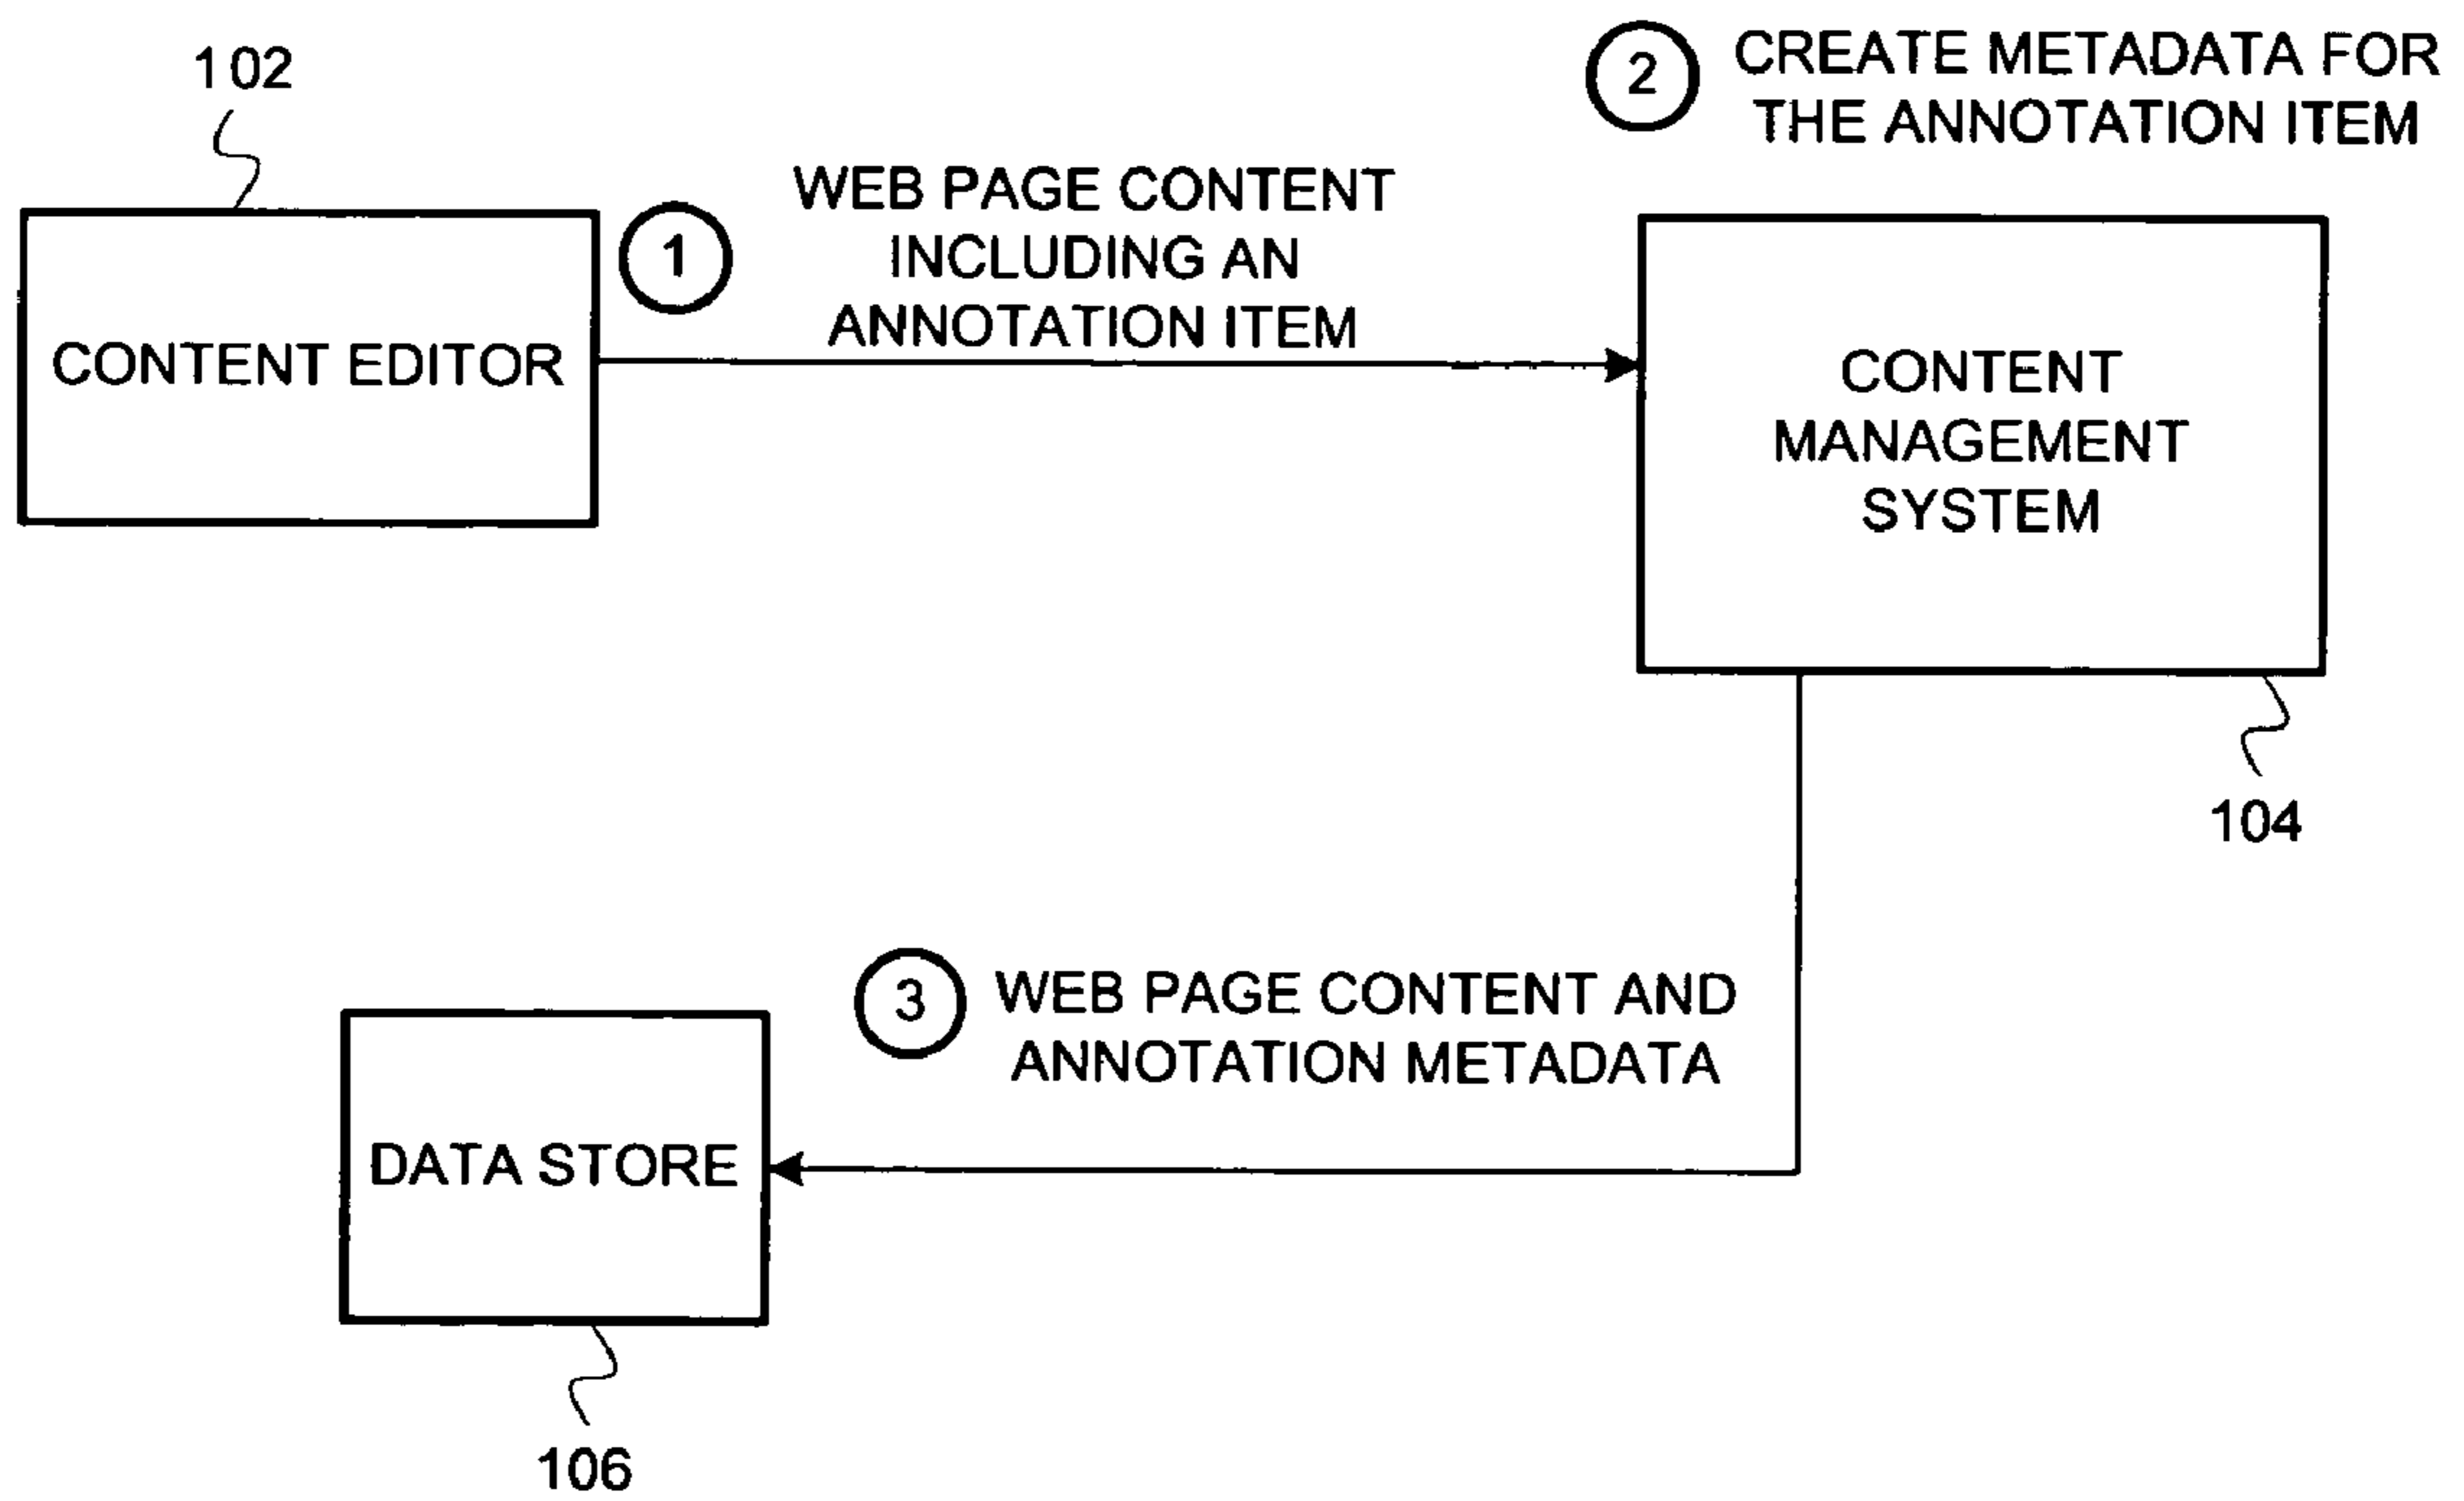 102
CONTENT EDITOR
1
WEB PAGE CONTENT
INCLUDING AN
ANNOTATION ITEM
2
CREATE METADATA FOR
THE ANNOTATION ITEM
CONTENT
MANAGEMENT
SYSTEM
104
3
WEB PAGE CONTENT AND
ANNOTATION METADATA
DATA STORE
106